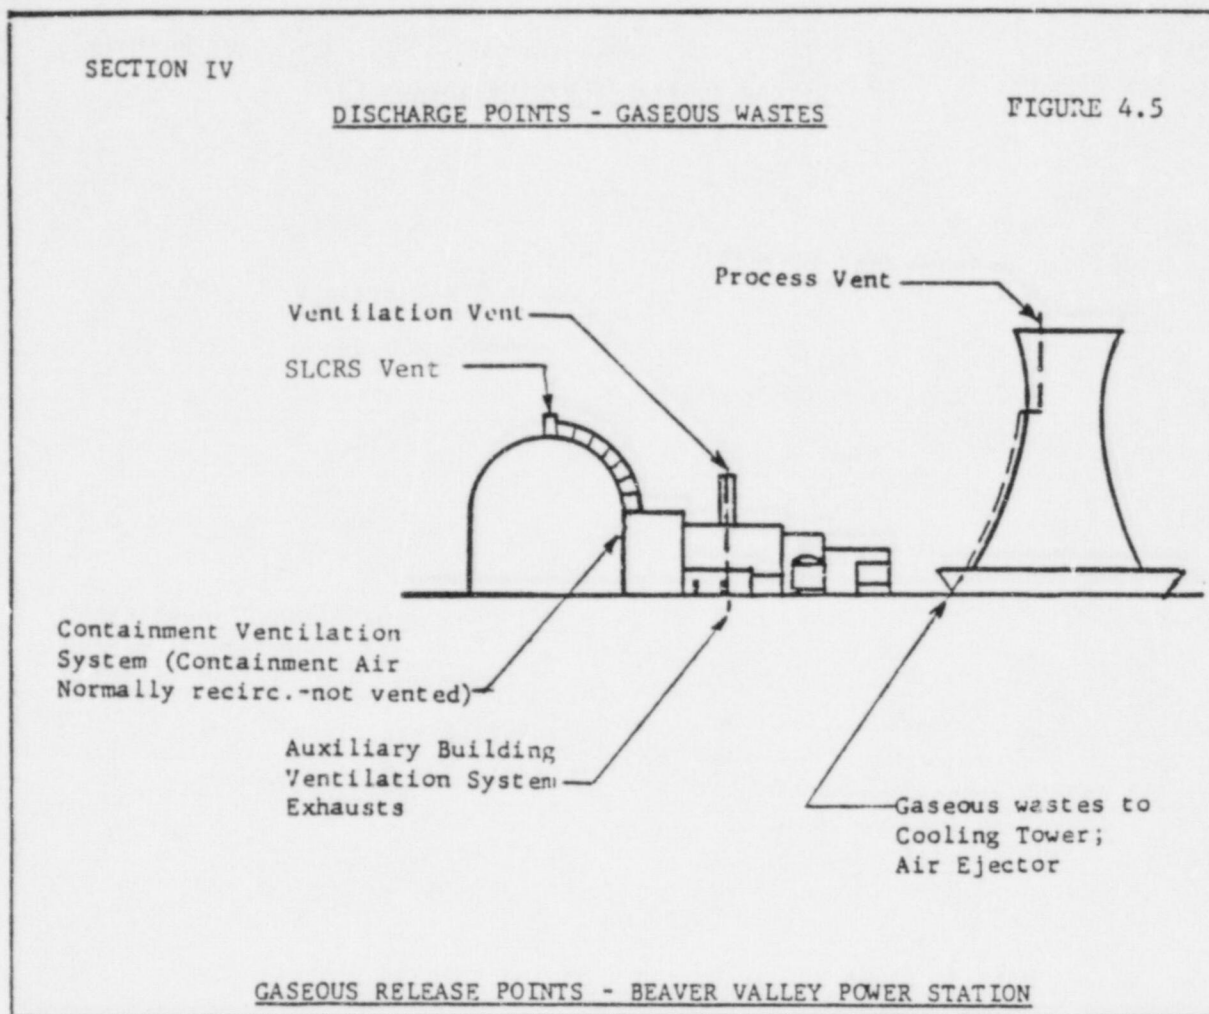 SECTION IV
DISCHARGE POINTS - GASEOUS WASTES
FIGURE 4.5
Process Vent
Ventilation Vent
SLCRS Vent
Containment Ventilation
System (Containment Air
Normally recirc.-not vented)
Auxiliary Building
Ventilation System
Exhausts
Gaseous wastes to
Cooling Tower;
Air Ejector
GASEOUS RELEASE POINTS - BEAVER VALLEY POWER STATION